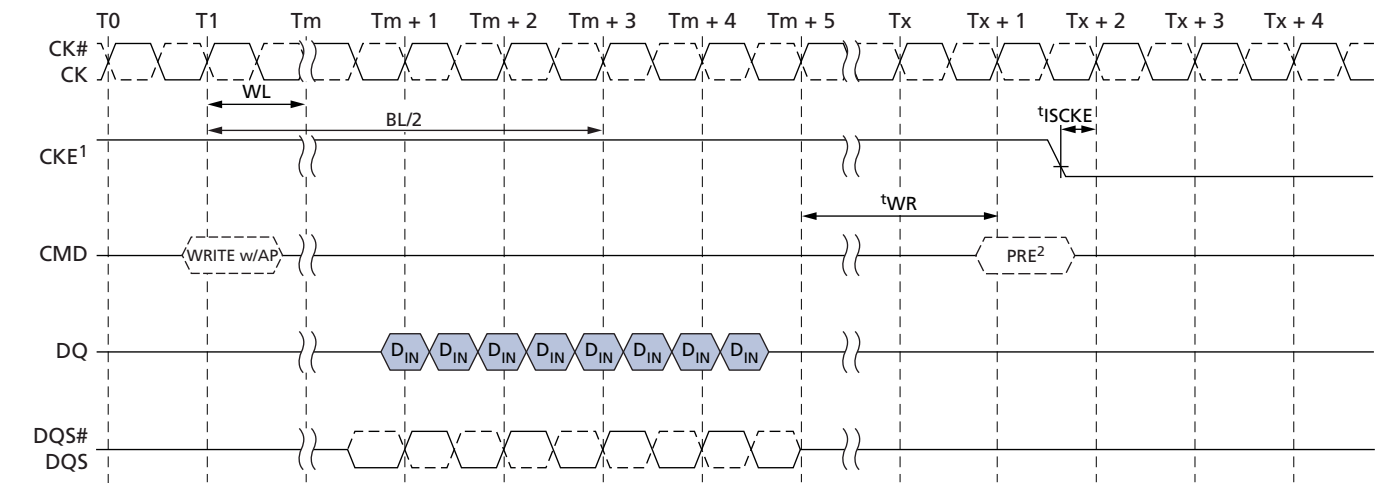 T0 T1 Tm Tm + 1 Tm + 2 Tm + 3 Tm + 4 Tm + 5 Tx Tx + 1 Tx + 2 Tx + 3 Tx + 4
CK#
CK
WL
BL/2
tISCKE
CKE1
tWR
CMD WRITE w/AP PRE2
DQ DIN DIN DIN DIN DIN DIN DIN DIN
DQS#
DQS